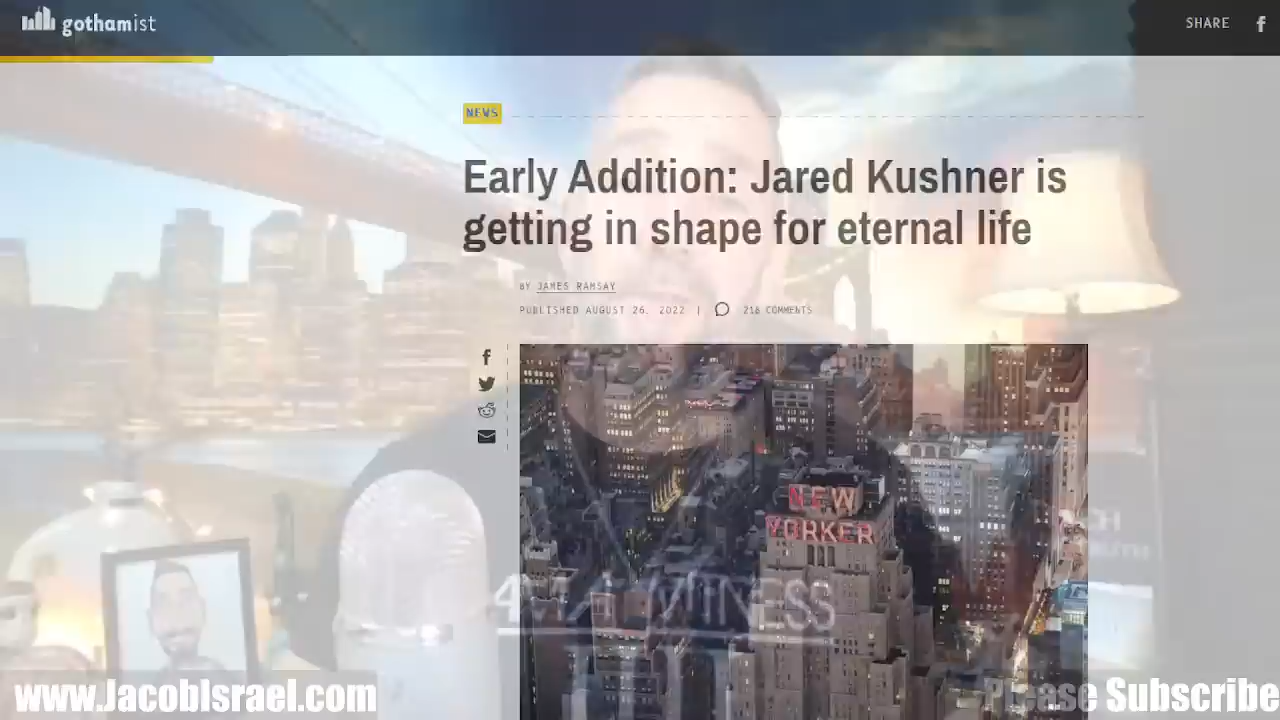 gothamist
SHARE
NEWS
Early Addition: Jared Kushner is
getting in shape for eternal life
BY JAMES RAMSAY
PUBLISHED AUGUST 26, 2022 | 218 COMMENTS
NEW
YORKER
WITNESS
www.JacobIsrael.com
Please Subscribe